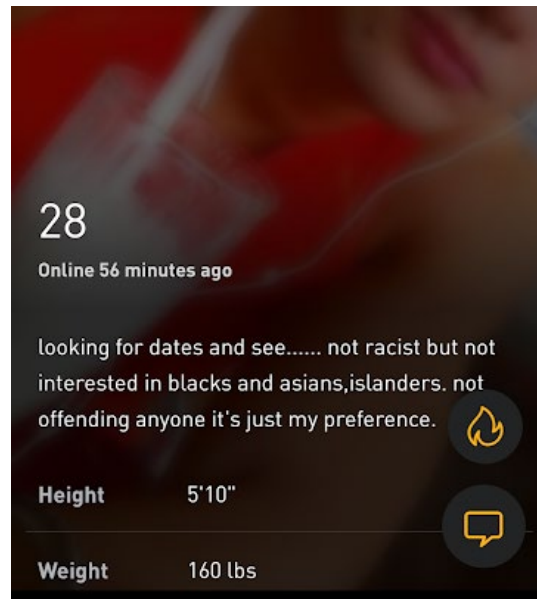 28
Online 56 minutes ago
looking for dates and see...... not racist but not
interested in blacks and asians,islanders. not
offending anyone it's just my preference.
Height 5'10"
Weight 160 lbs